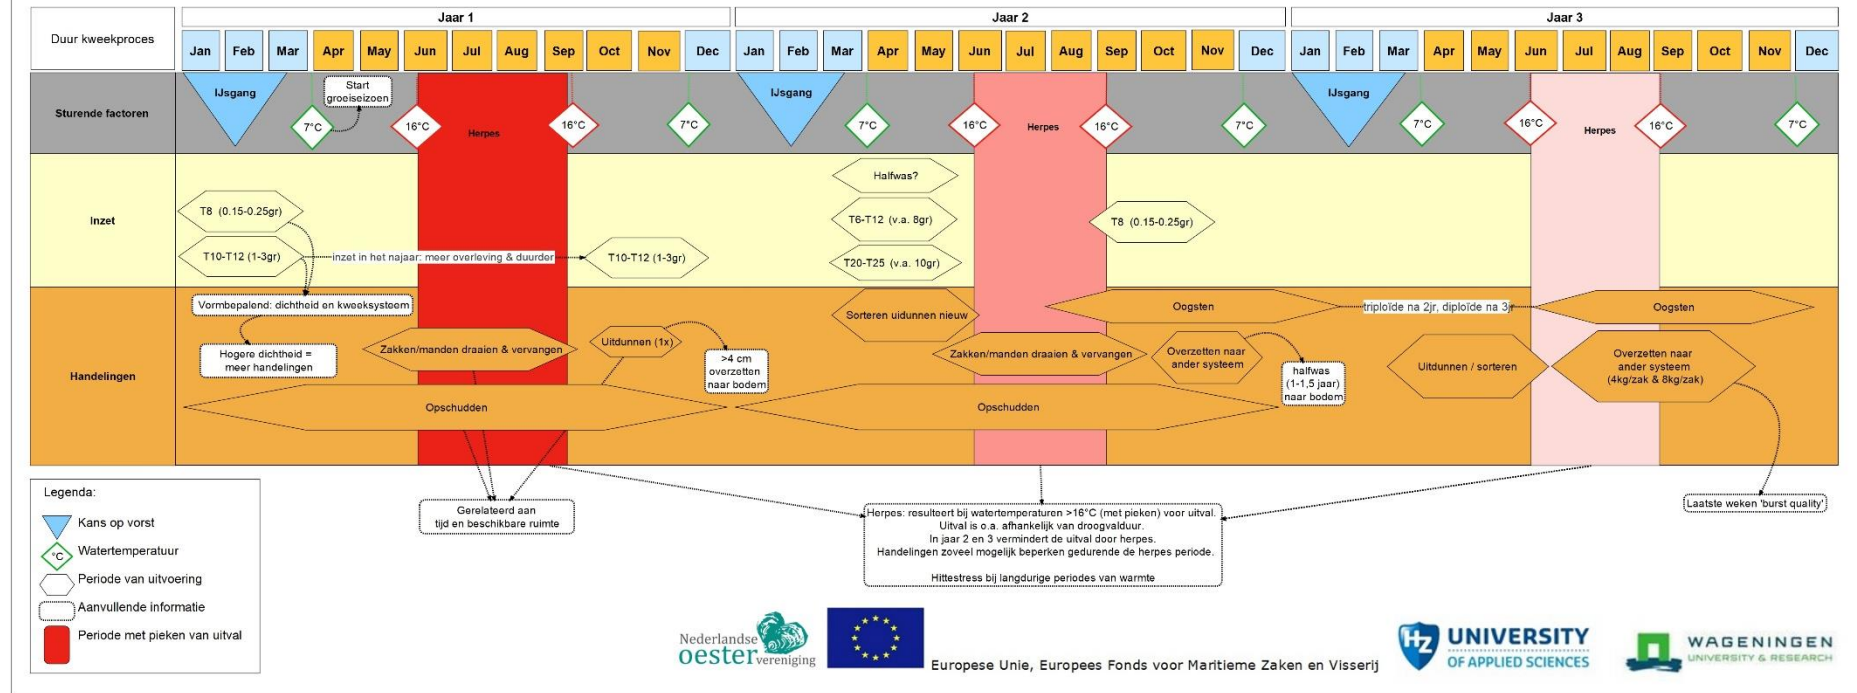 Duur kweekproces
Jaar 1
Jaar 2
Jaar 3
Jan Feb Mar Apr May Jun Jul Aug Sep Oct Nov Dec
Jan Feb Mar Apr May Jun Jul Aug Sep Oct Nov Dec
Jan Feb Mar Apr May Jun Jul Aug Sep Oct Nov Dec
Sturende factoren
IJsgang
7°C
Start
groeiseizoen
16°C
Herpes
16°C
7°C
IJsgang
7°C
16°C
Herpes
16°C
7°C
IJsgang
7°C
16°C
Herpes
16°C
7°C
Inzet
T8 (0.15-0.25gr)
T10-T12 (1-3gr)
inzet in het najaar: meer overleving & duurder
T10-T12 (1-3gr)
Halfwas?
T6-T12 (v.a. 8gr)
T20-T25 (v.a. 10gr)
T8 (0.15-0.25gr)
Handelingen
Vormbepalend: dichtheid en kweeksysteem
Hogere dichtheid =
meer handelingen
Zakken/manden draaien & vervangen
Uitdunnen (1x)
>4 cm
overzetten
naar bodem
Opschudden
Sorteren uidunnen nieuw
Oogsten
triploïde na 2jr, diploïde na 3jr
Oogsten
Zakken/manden draaien & vervangen
Overzetten naar
ander systeem
halfwas
(1-1,5 jaar)
naar bodem
Uitdunnen / sorteren
Overzetten naar
ander systeem
(4kg/zak & 8kg/zak)
Opschudden
Gerelateerd aan
tijd en beschikbare ruimte
Herpes: resulteert bij watertemperaturen >16°C (met pieken) voor uitval.
Uitval is o.a. afhankelijk van droogvalduur.
In jaar 2 en 3 vermindert de uitval door herpes.
Handelingen zoveel mogelijk beperken gedurende de herpes periode.
Hittestress bij langdurige periodes van warmte
Laatste weken 'burst quality'
Legenda:
Kans op vorst
°C
Watertemperatuur
Periode van uitvoering
Aanvullende informatie
Periode met pieken van uitval
Nederlandse
oester vereniging
Europese Unie, Europees Fonds voor Maritieme Zaken en Visserij
HZ UNIVERSITY
OF APPLIED SCIENCES
WAGENINGEN
UNIVERSITY & RESEARCH